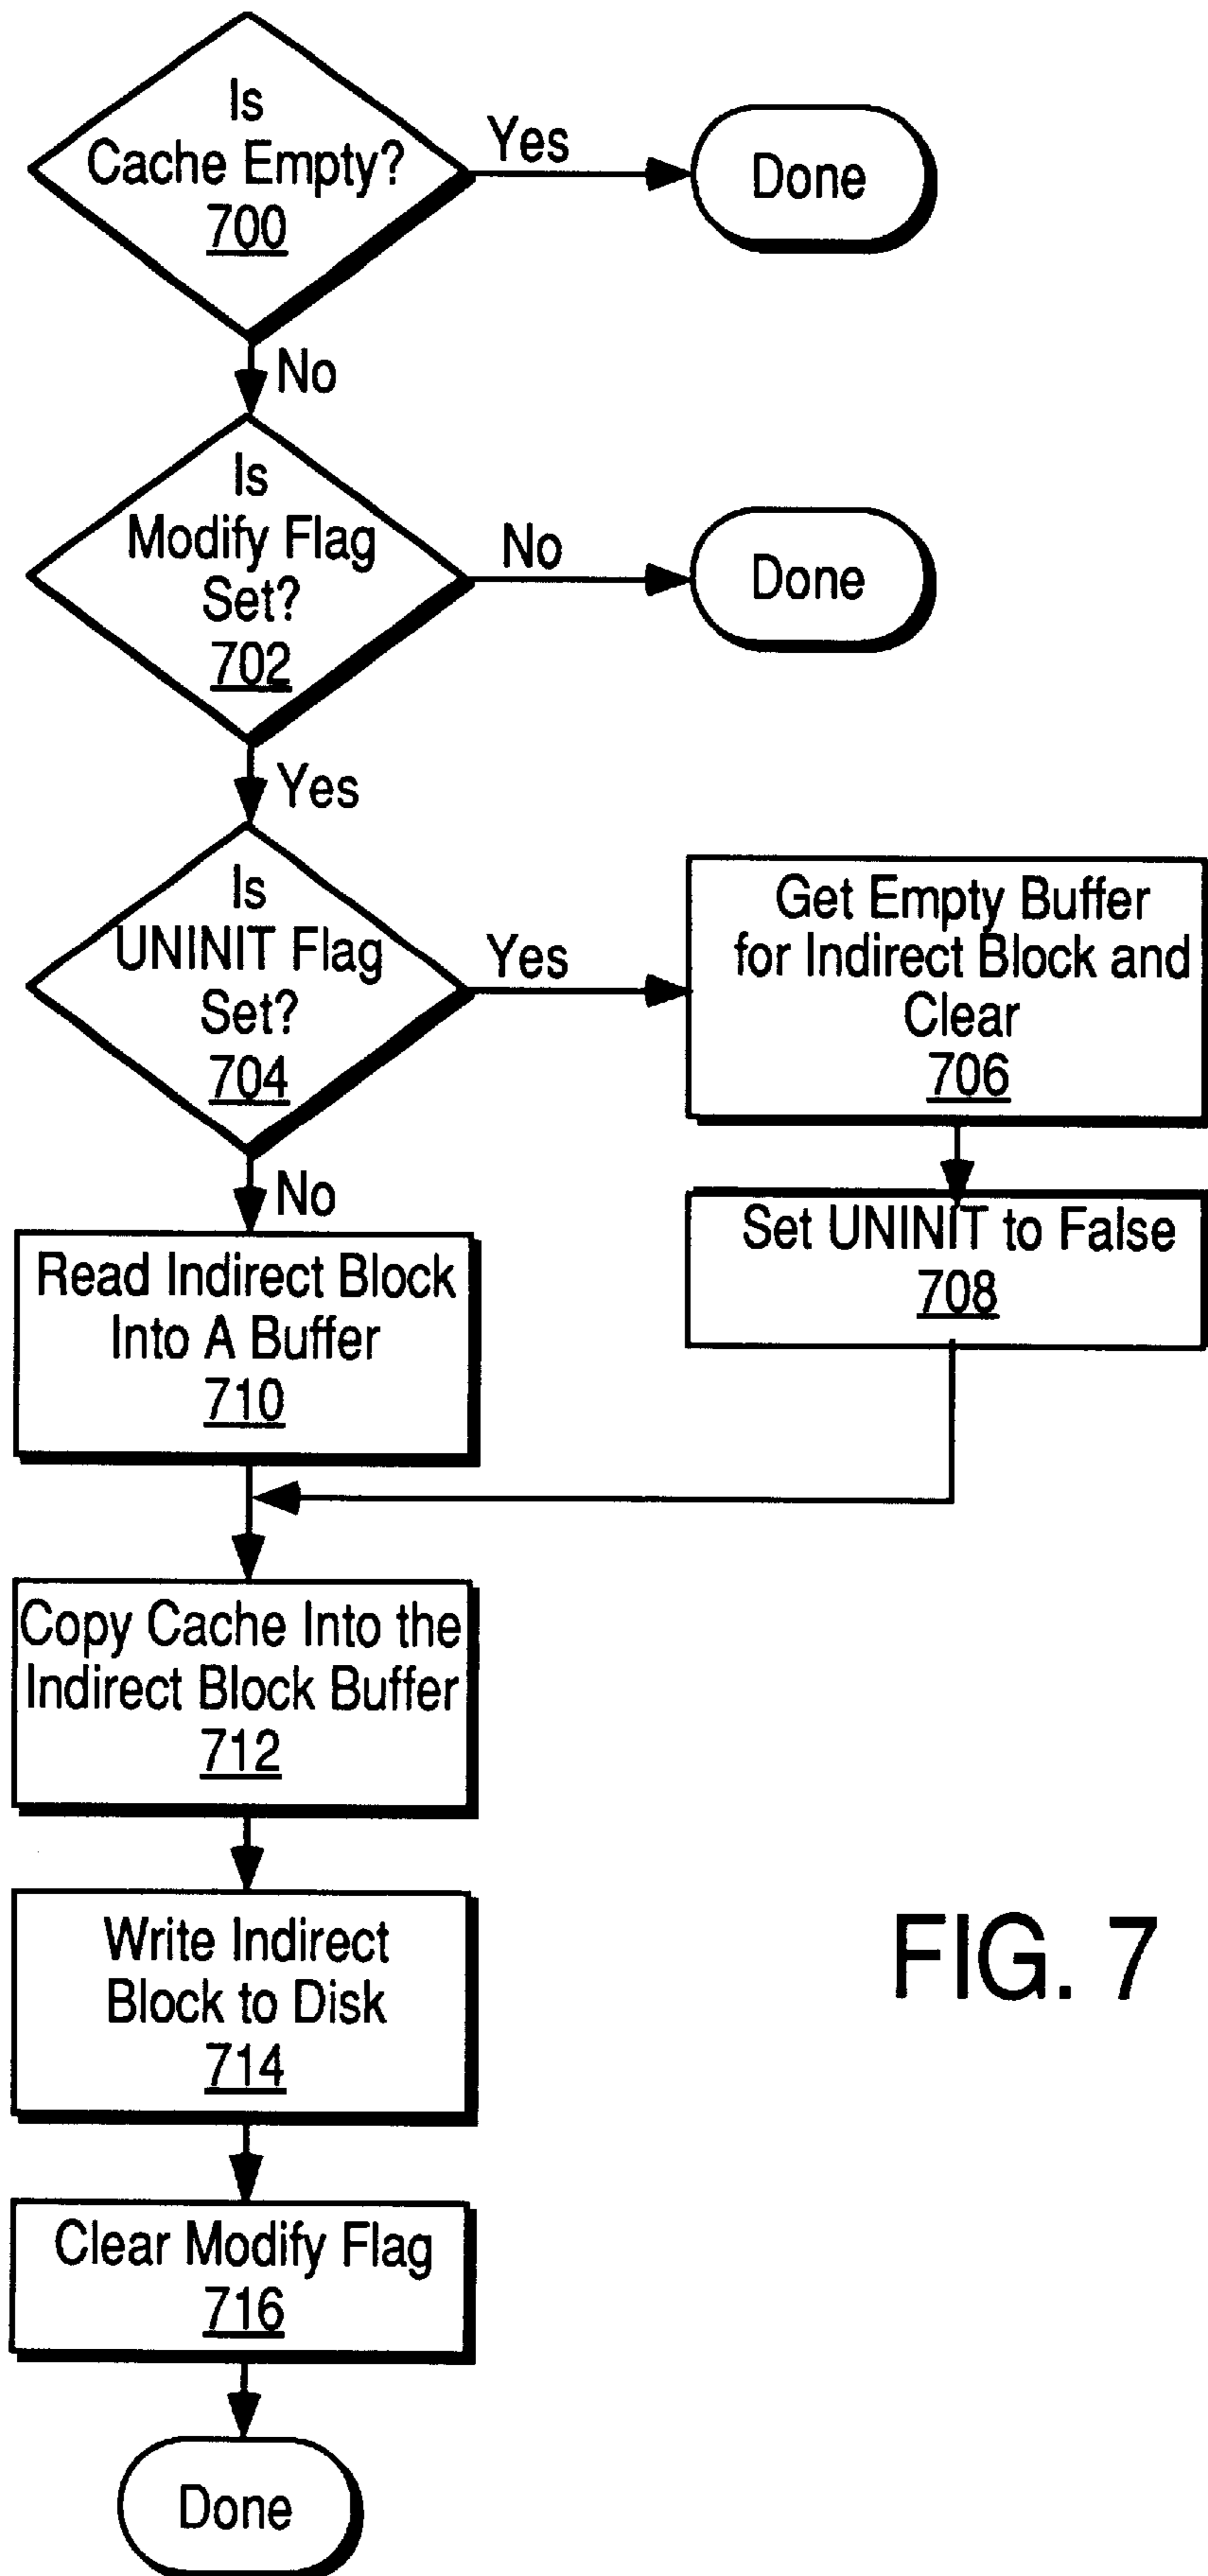 Is
Cache Empty?
700
Yes
Done
No
Is
Modify Flag
Set?
702
No
Done
Yes
Is
UNINIT Flag
Set?
704
Yes
Get Empty Buffer
for Indirect Block and
Clear
706
No
Set UNINIT to False
708
Read Indirect Block
Into A Buffer
710
Copy Cache Into the
Indirect Block Buffer
712
Write Indirect
Block to Disk
714
FIG. 7
Clear Modify Flag
716
Done